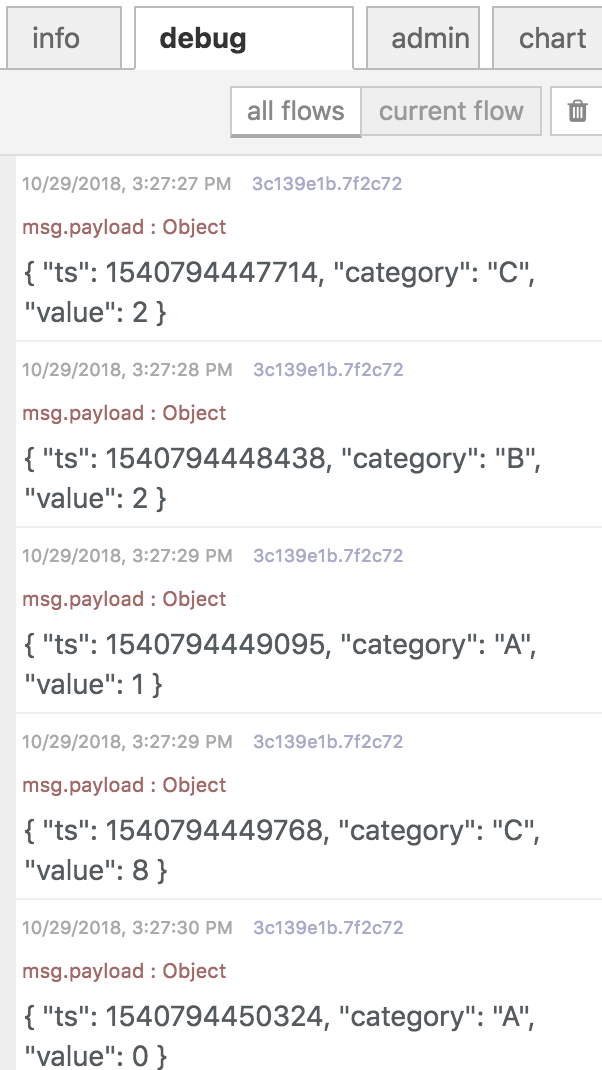 info debug admin chart
all flows current flow
10/29/2018, 3:27:27 PM 3c139e1b.7f2c72
msg.payload : Object
{ "ts": 1540794447714, "category": "C",
"value": 2 }
10/29/2018, 3:27:28 PM 3c139e1b.7f2c72
msg.payload : Object
{ "ts": 1540794448438, "category": "B",
"value": 2 }
10/29/2018, 3:27:29 PM 3c139e1b.7f2c72
msg.payload : Object
{ "ts": 1540794449095, "category": "A",
"value": 1 }
10/29/2018, 3:27:29 PM 3c139e1b.7f2c72
msg.payload : Object
{ "ts": 1540794449768, "category": "C",
"value": 8 }
10/29/2018, 3:27:30 PM 3c139e1b.7f2c72
msg.payload : Object
{ "ts": 1540794450324, "category": "A",
"value": 0 }